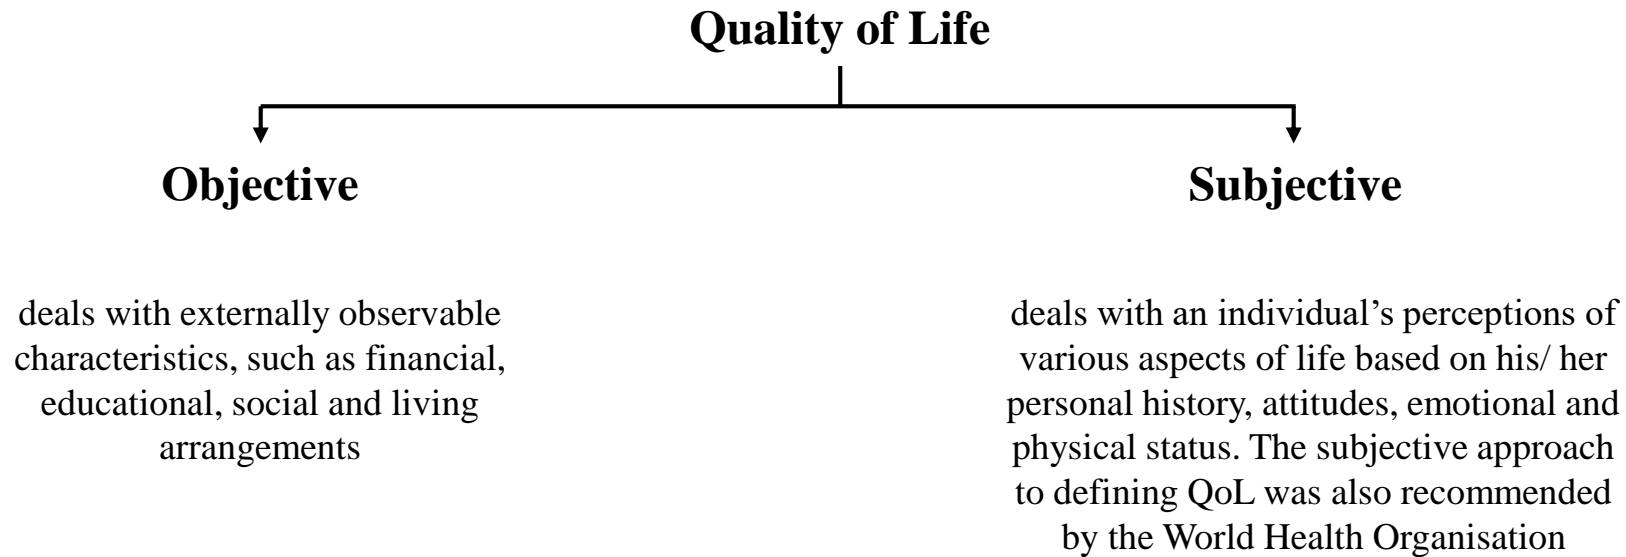 Quality of Life
Objective
Subjective
deals with externally observable
characteristics, such as financial,
educational, social and living
arrangements
deals with an individual’s perceptions of
various aspects of life based on his/ her
personal history, attitudes, emotional and
physical status. The subjective approach
to defining QoL was also recommended
by the World Health Organisation